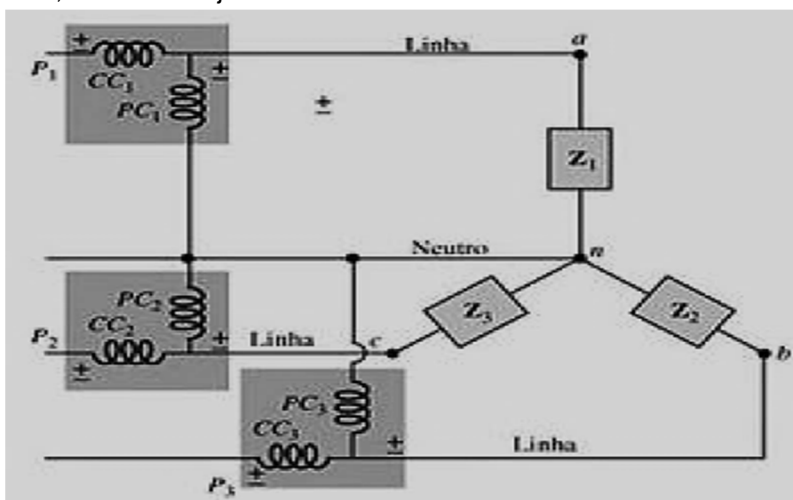 Linha
a
±
±
P1
CC1
PC1
±
Z1
Neutro
n
PC2
CC2
P2
±
±
Linha
c
Z3
Z2
b
PC3
CC3
±
Linha
P3
±